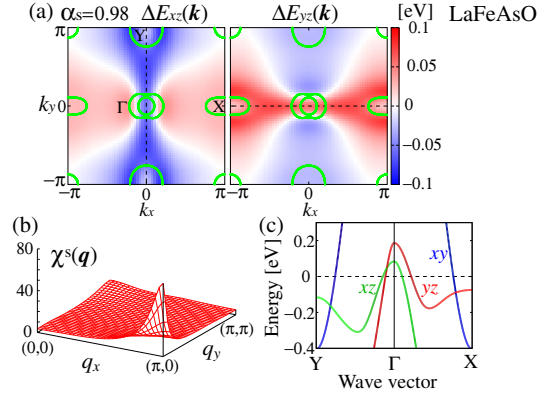 (a) αs=0.98 ΔExz(k) ΔEyz(k) [eV] LaFeAsO
π Y 0.1
0.05
ky 0 Γ X 0
−0.05
−π −0.1
−π 0 π −π 0 π
kx kx
(b) (c)
80 χs(q)
60
40
20
0
(0,0) (π,π)
qx (π,0) qy
Energy [eV]
0.2 xy
0 xz yz
−0.2
−0.4
Y Γ X
Wave vector